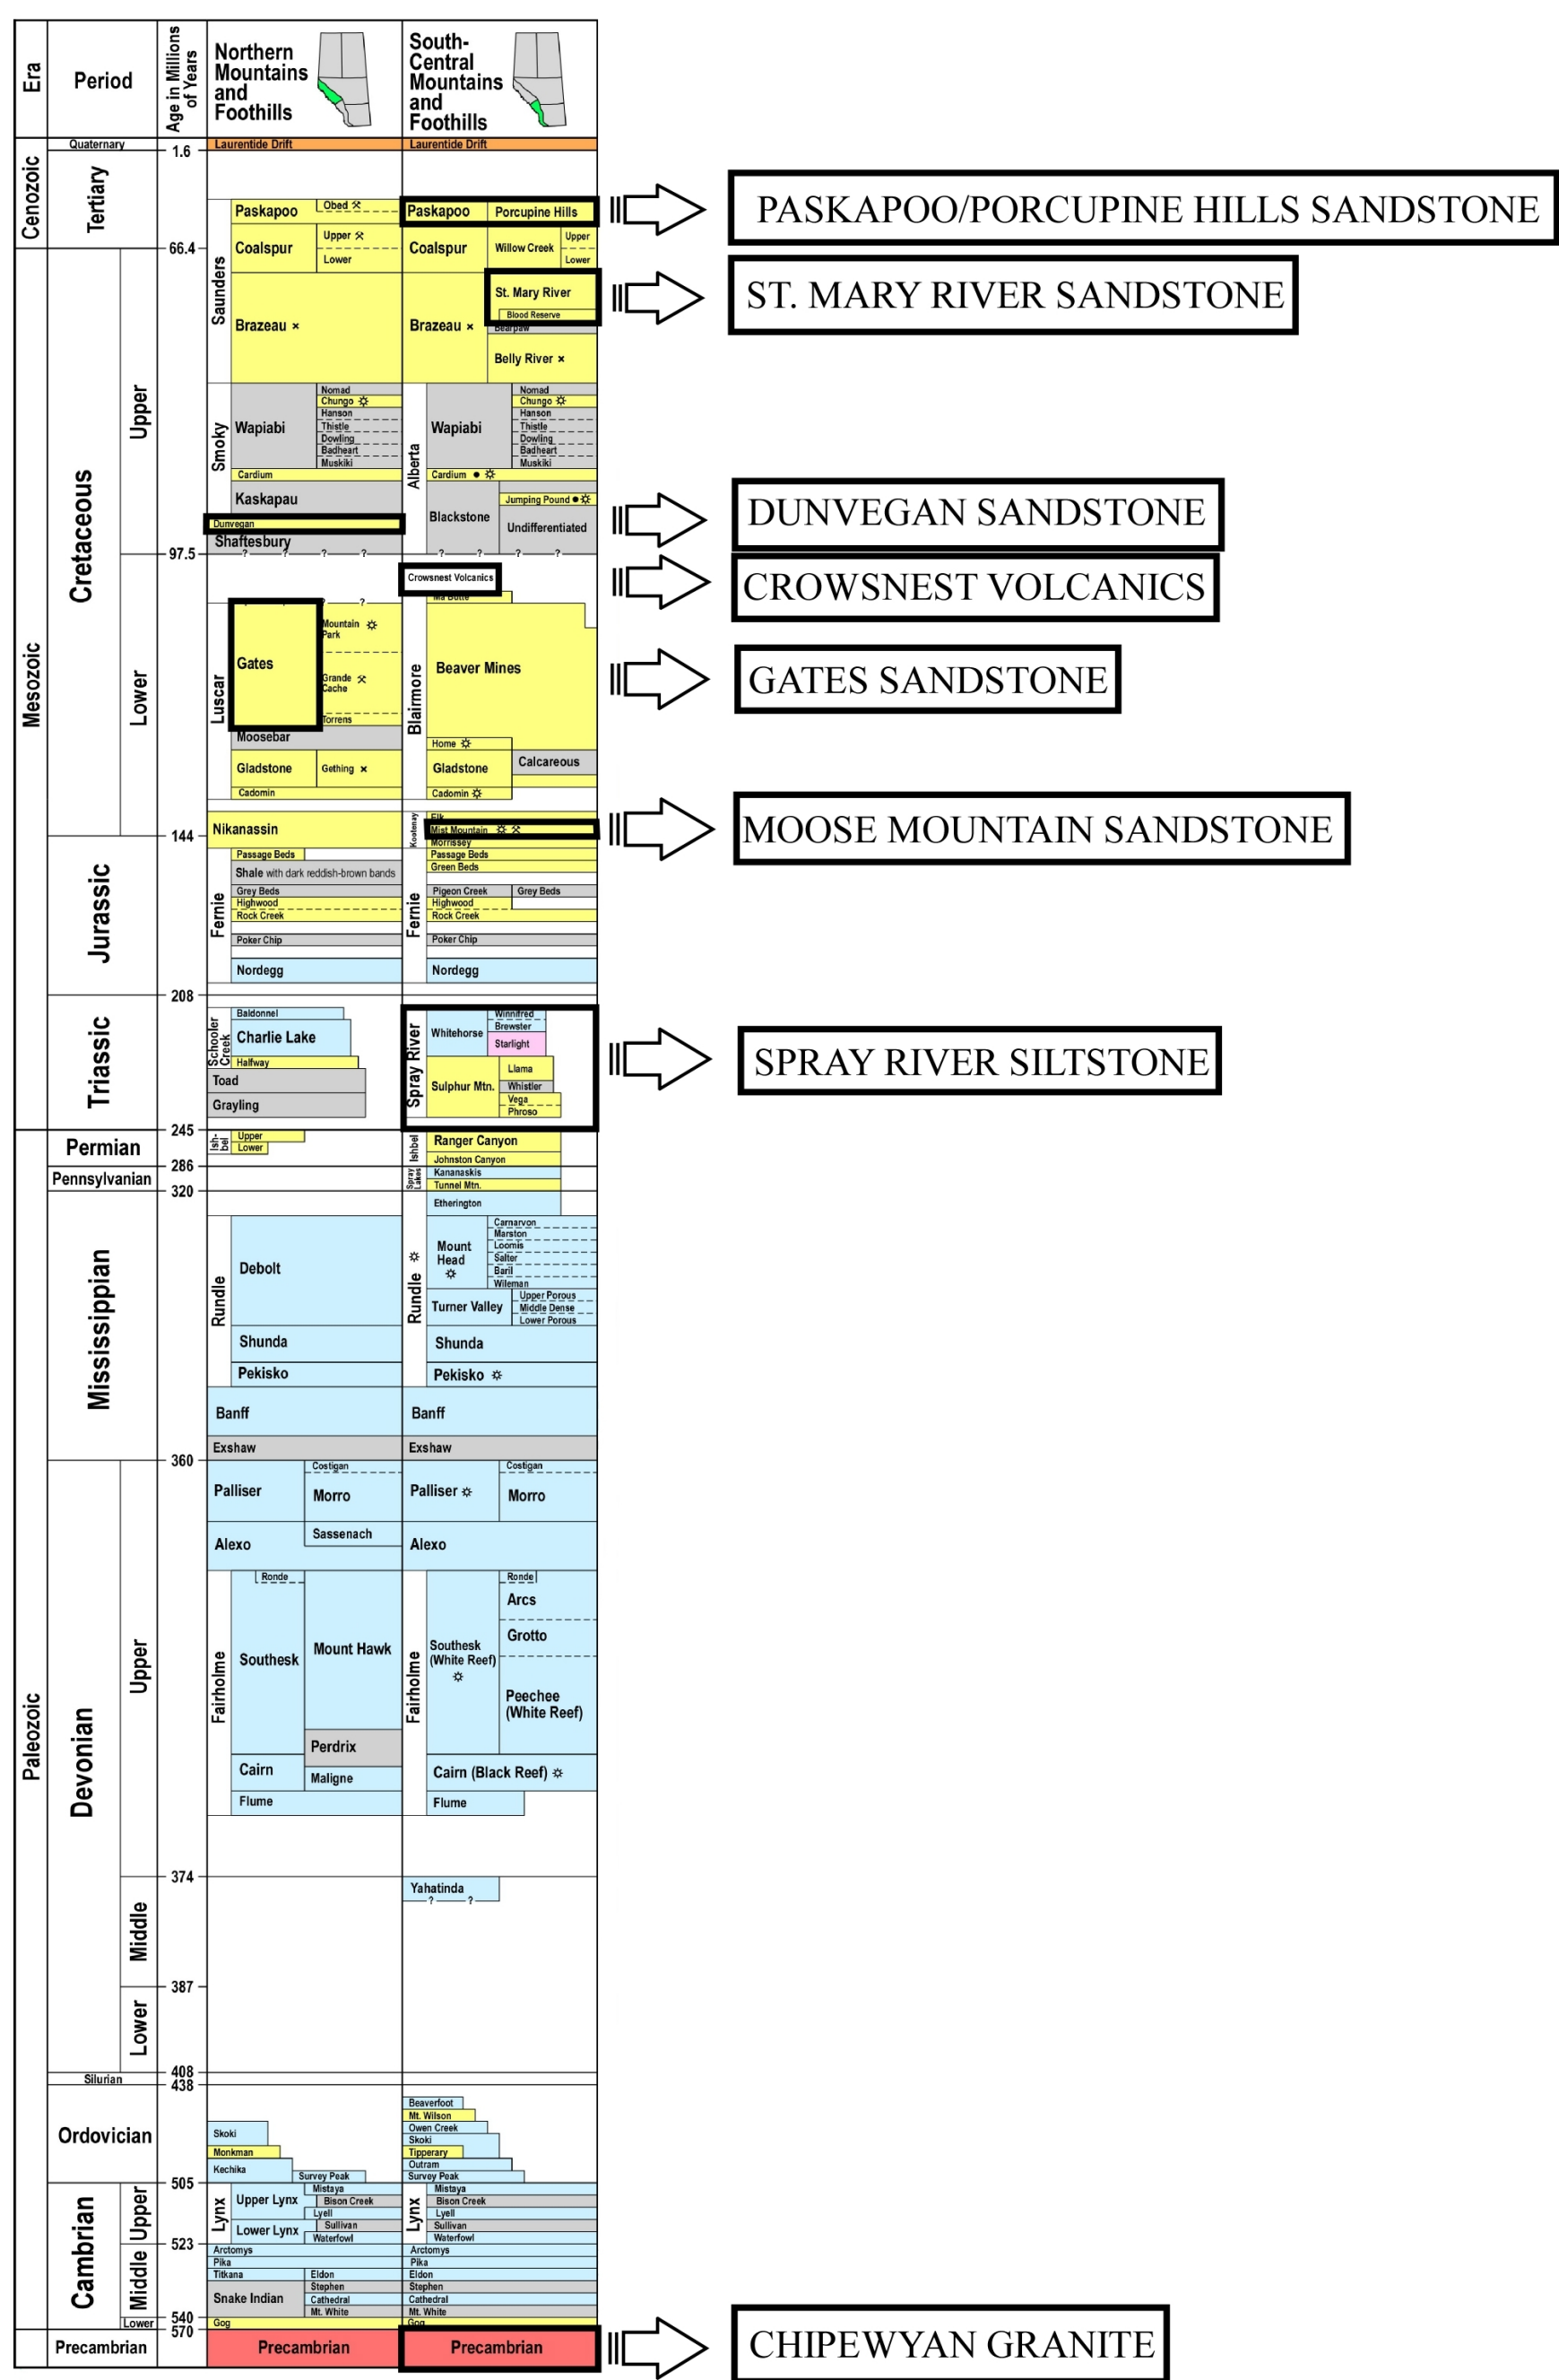 Era
Period
Age in Millions
of Years
Northern
Mountains
and
Foothills
South-
Central
Mountains
and
Foothills
Cenozoic
Mesozoic
Paleozoic
Quaternary
Tertiary
Cretaceous
Upper
Lower
Jurassic
Triassic
Permian
Pennsylvanian
Mississippian
Devonian
Upper
Middle
Lower
Silurian
Ordovician
Cambrian
Upper
Middle
Lower
Precambrian
1.6
66.4
97.5
144
208
245
286
320
360
374
387
408
438
505
523
540
570
Laurentide Drift
Saunders
Paskapoo
Obed
Coalspur
Upper
Lower
Brazeau
Smoky
Wapiabi
Nomad
Chungo
Hanson
Thistle
Dowling
Badheart
Muskiki
Cardium
Kaskapau
Dunvegan
Shaftesbury
? ? ? ?
Luscar
? ?
Gates
Mountain
Park
Grande
Cache
Torrens
Moosebar
Gladstone
Gething
Cadomin
Nikanassin
Fernie
Passage Beds
Shale with dark reddish-brown bands
Grey Beds
Highwood
Rock Creek
Poker Chip
Nordegg
Schooler
Creek
Baldonnel
Charlie Lake
Halfway
Toad
Grayling
Ish-
bel
Upper
Lower
Rundle
Debolt
Shunda
Pekisko
Banff
Exshaw
Palliser
Costigan
Morro
Alexo
Sassenach
Fairholme
Ronde
Southesk
Mount Hawk
Perdrix
Cairn
Maligne
Flume
Skoki
Monkman
Kechika
Survey Peak
Lynx
Upper Lynx
Mistaya
Bison Creek
Lyell
Lower Lynx
Sullivan
Waterfowl
Arctomys
Pika
Titkana
Eldon
Snake Indian
Stephen
Cathedral
Mt. White
Gog
Precambrian
Laurentide Drift
Paskapoo
Porcupine Hills
Coalspur
Willow Creek
Upper
Lower
Brazeau
St. Mary River
Blood Reserve
Bearpaw
Belly River
Alberta
Wapiabi
Nomad
Chungo
Hanson
Thistle
Dowling
Badheart
Muskiki
Cardium
Blackstone
Jumping Pound
Undifferentiated
? ? ? ?
Crowsnest Volcanics
Ma Butte
Blairmore
Beaver Mines
Home
Gladstone
Calcareous
Cadomin
Kootenay
Elk
Mist Mountain
Morrissey
Fernie
Passage Beds
Green Beds
Pigeon Creek
Grey Beds
Highwood
Rock Creek
Poker Chip
Nordegg
Spray River
Whitehorse
Winnifred
Brewster
Starlight
Sulphur Mtn.
Llama
Whistler
Vega
Phroso
Ishbel
Ranger Canyon
Johnston Canyon
Spray
Lakes
Kananaskis
Tunnel Mtn.
Rundle
Etherington
Mount
Head
Carnarvon
Marston
Loomis
Salter
Baril
Wileman
Turner Valley
Upper Porous
Middle Dense
Lower Porous
Shunda
Pekisko
Banff
Exshaw
Palliser
Costigan
Morro
Alexo
Fairholme
Southesk
(White Reef)
Ronde
Arcs
Grotto
Peechee
(White Reef)
Cairn (Black Reef)
Flume
Yahatinda
? ?
Beaverfoot
Mt. Wilson
Owen Creek
Skoki
Tipperary
Outram
Survey Peak
Lynx
Mistaya
Bison Creek
Lyell
Sullivan
Waterfowl
Arctomys
Pika
Eldon
Stephen
Cathedral
Mt. White
Gog
Precambrian
PASKAPOO/PORCUPINE HILLS SANDSTONE
ST. MARY RIVER SANDSTONE
DUNVEGAN SANDSTONE
CROWSNEST VOLCANICS
GATES SANDSTONE
MOOSE MOUNTAIN SANDSTONE
SPRAY RIVER SILTSTONE
CHIPEWYAN GRANITE